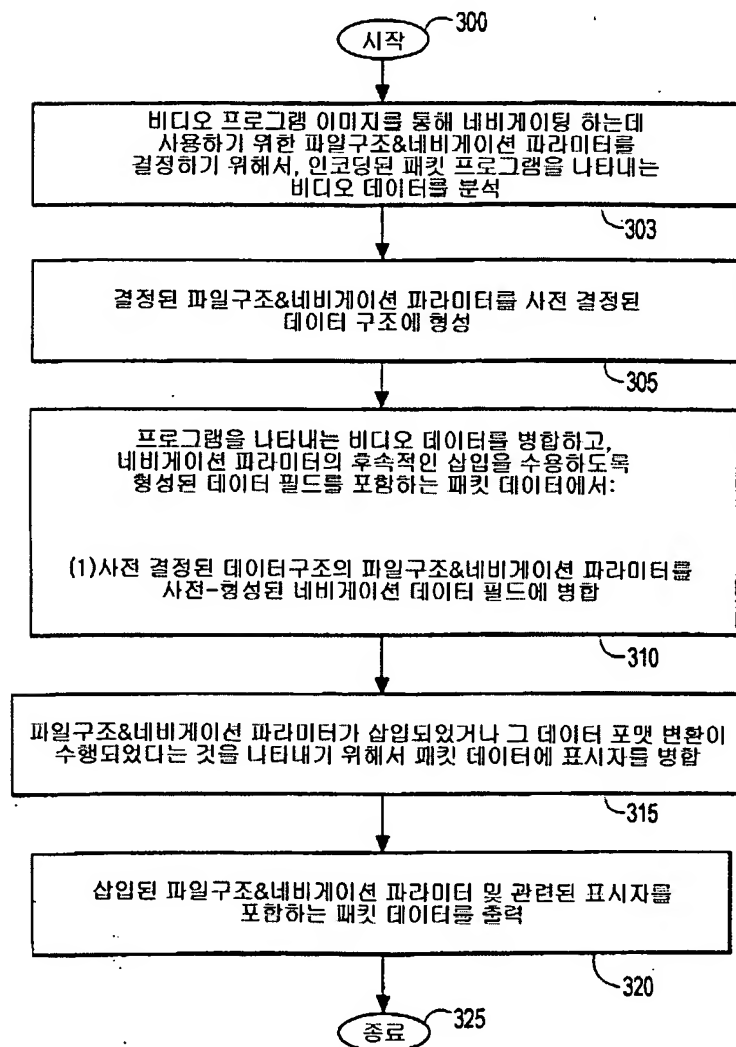 시작
300
비디오 프로그램 이미지를 통해 네비게이팅 하는데
사용하기 위한 파일구조&네비게이션 파라미터를
결정하기 위해서, 인코딩된 패킷 프로그램을 나타내는
비디오 데이터를 분석
303
결정된 파일구조&네비게이션 파라미터를 사전 결정된
데이터 구조에 형성
305
프로그램을 나타내는 비디오 데이터를 병합하고,
네비게이션 파라미터의 후속적인 삽입을 수용하도록
형성된 데이터 필드를 포함하는 패킷 데이터에서:
(1)사전 결정된 데이터구조의 파일구조&네비게이션 파라미터를
사전-형성된 네비게이션 데이터 필드에 병합
310
파일구조&네비게이션 파라미터가 삽입되었거나 그 데이터 포맷 변환이
수행되었다는 것을 나타내기 위해서 패킷 데이터에 표시자를 병합
315
삽입된 파일구조&네비게이션 파라미터 및 관련된 표시자를
포함하는 패킷 데이터를 출력
320
종료
325